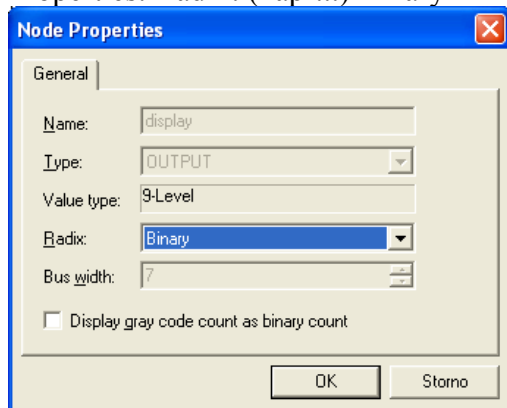 Node Properties
General
Name: display
Type: OUTPUT
Value type: 9-Level
Radix: Binary
Bus width: 7
Display gray code count as binary count
OK Storno